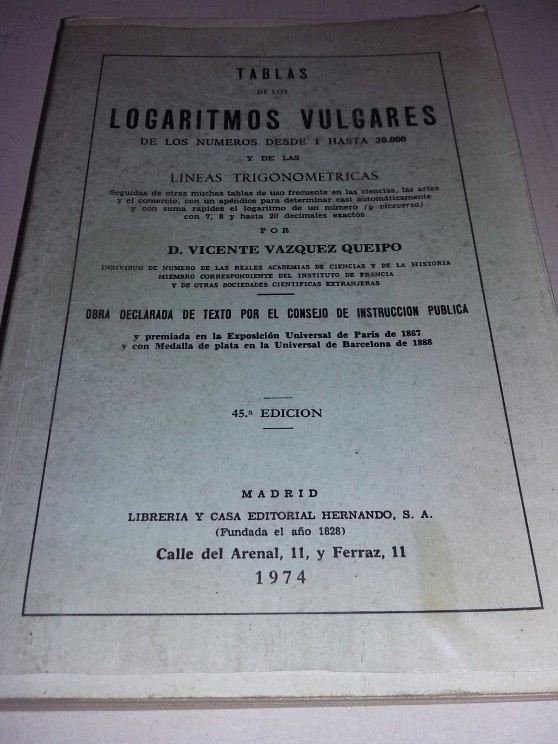 TABLAS
DE LOS
LOGARITMOS VULGARES
DE LOS NUMEROS DESDE 1 HASTA 20.000
Y DE LAS
LINEAS TRIGONOMETRICAS
Seguidas de otras muchas tablas de uso frecuente en las ciencias, las artes
y el comercio, con un apéndice para determinar casi automáticamente
y con suma rapidez el logaritmo de un número (y viceversa)
con 7, 8 y hasta 20 decimales exactos
POR
D. VICENTE VAZQUEZ QUEIPO
INDIVIDUO DE NUMERO DE LAS REALES ACADEMIAS DE CIENCIAS Y DE LA HISTORIA
MIEMBRO CORRESPONDIENTE DEL INSTITUTO DE FRANCIA
Y DE OTRAS SOCIEDADES CIENTIFICAS EXTRANJERAS
OBRA DECLARADA DE TEXTO POR EL CONSEJO DE INSTRUCCION PUBLICA
y premiada en la Exposición Universal de París de 1867
y con Medalla de plata en la Universal de Barcelona de 1888
45.ª EDICION
MADRID
LIBRERIA Y CASA EDITORIAL HERNANDO, S. A.
(Fundada el año 1828)
Calle del Arenal, 11, y Ferraz, 11
1974